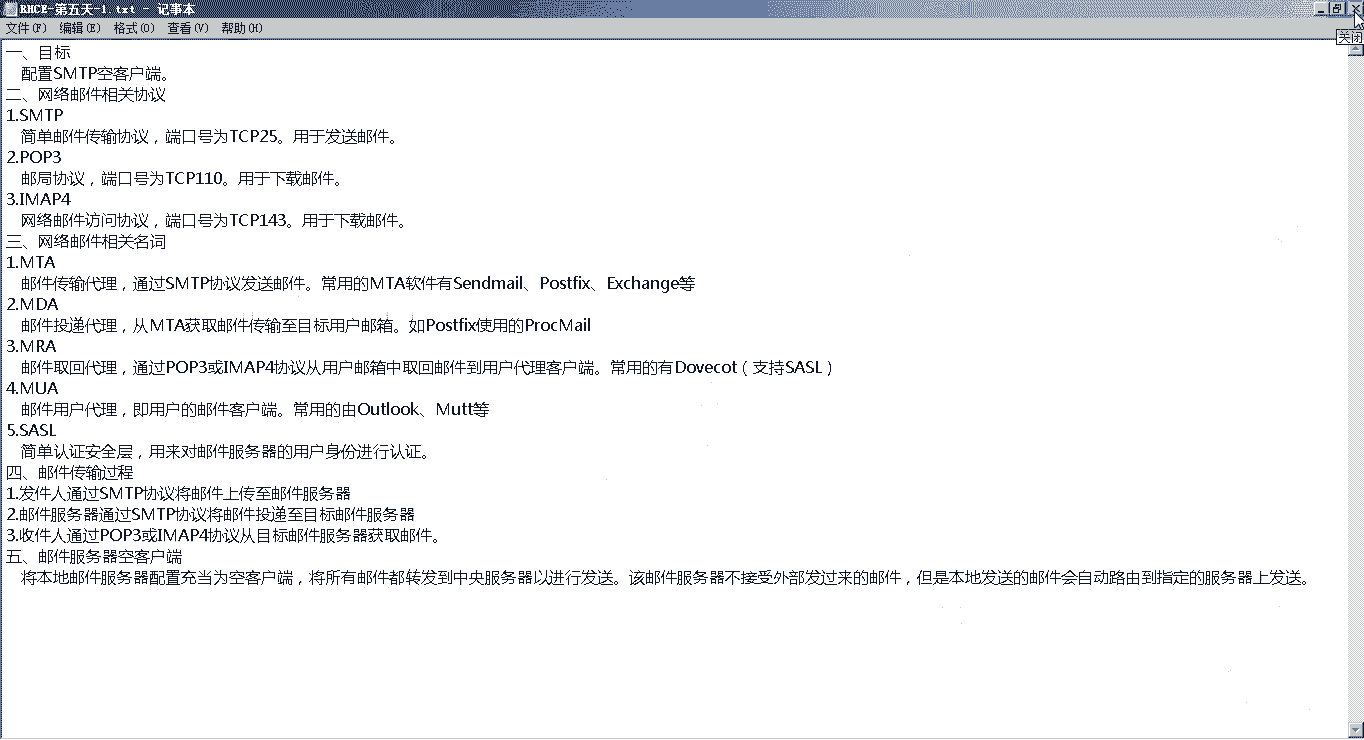 RHCE-第五天-1.txt - 记事本
文件(F) 编辑(E) 格式(O) 查看(V) 帮助(H)
关闭
一、目标
配置SMTP空客户端。
二、网络邮件相关协议
1.SMTP
简单邮件传输协议，端口号为TCP25。用于发送邮件。
2.POP3
邮局协议，端口号为TCP110。用于下载邮件。
3.IMAP4
网络邮件访问协议，端口号为TCP143。用于下载邮件。
三、网络邮件相关名词
1.MTA
邮件传输代理，通过SMTP协议发送邮件。常用的MTA软件有Sendmail、Postfix、Exchange等
2.MDA
邮件投递代理，从MTA获取邮件传输至目标用户邮箱。如Postfix使用的ProcMail
3.MRA
邮件取回代理，通过POP3或IMAP4协议从用户邮箱中取回邮件到用户代理客户端。常用的有Dovecot（支持SASL）
4.MUA
邮件用户代理，即用户的邮件客户端。常用的由Outlook、Mutt等
5.SASL
简单认证安全层，用来对邮件服务器的用户身份进行认证。
四、邮件传输过程
1.发件人通过SMTP协议将邮件上传至邮件服务器
2.邮件服务器通过SMTP协议将邮件投递至目标邮件服务器
3.收件人通过POP3或IMAP4协议从目标邮件服务器获取邮件。
五、邮件服务器空客户端
将本地邮件服务器配置充当为空客户端，将所有邮件都转发到中央服务器以进行发送。该邮件服务器不接受外部发过来的邮件，但是本地发送的邮件会自动路由到指定的服务器上发送。